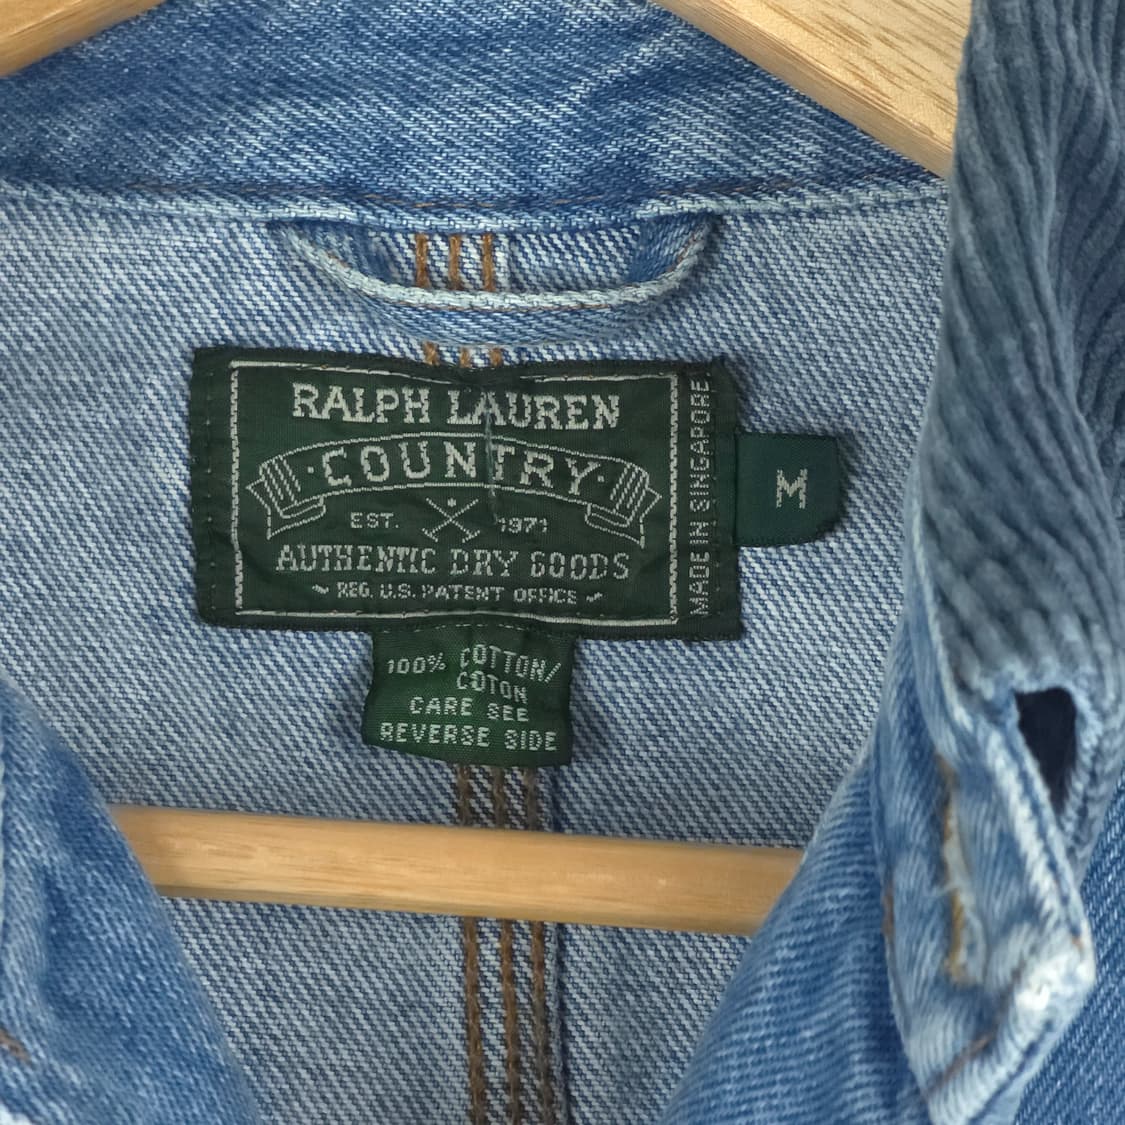 RALPH LAUREN
·COUNTRY·
EST. 1971
AUTHENTIC DRY GOODS
REG. U.S. PATENT OFFICE
MADE IN SINGAPORE
M
100% COTTON/
COTON
CARE SEE
REVERSE SIDE